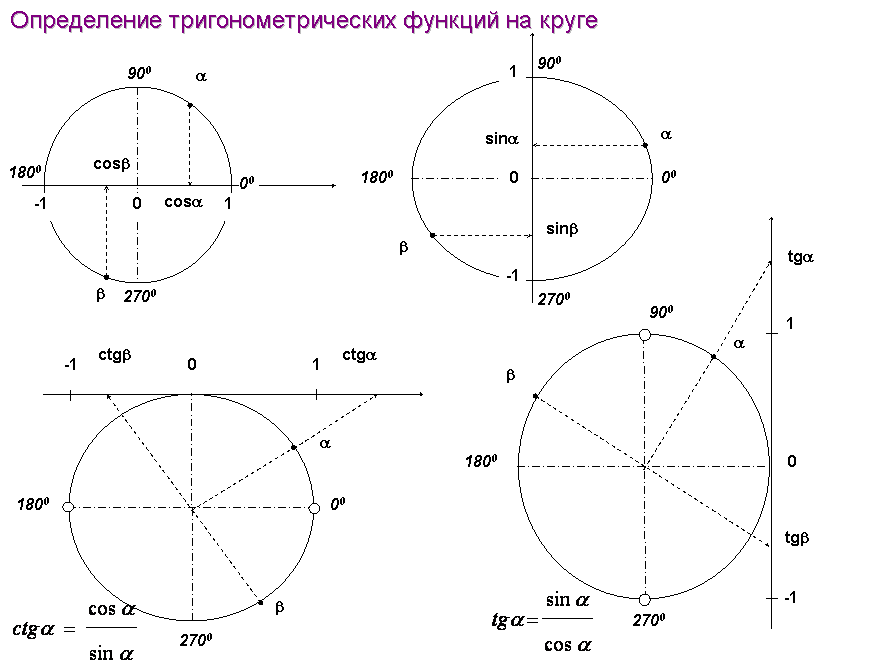 Определение тригонометрических функций на круге
90⁰
α
180⁰
cosβ
0⁰
-1
0
cosα
1
β
270⁰
1
90⁰
sinα
α
180⁰
0
0⁰
sinβ
β
-1
270⁰
-1
ctgβ
0
1
ctgα
α
180⁰
0⁰
β
270⁰
ctgα = cos α / sin α
tgα
90⁰
1
α
β
180⁰
0
tgβ
-1
270⁰
tgα = sin α / cos α